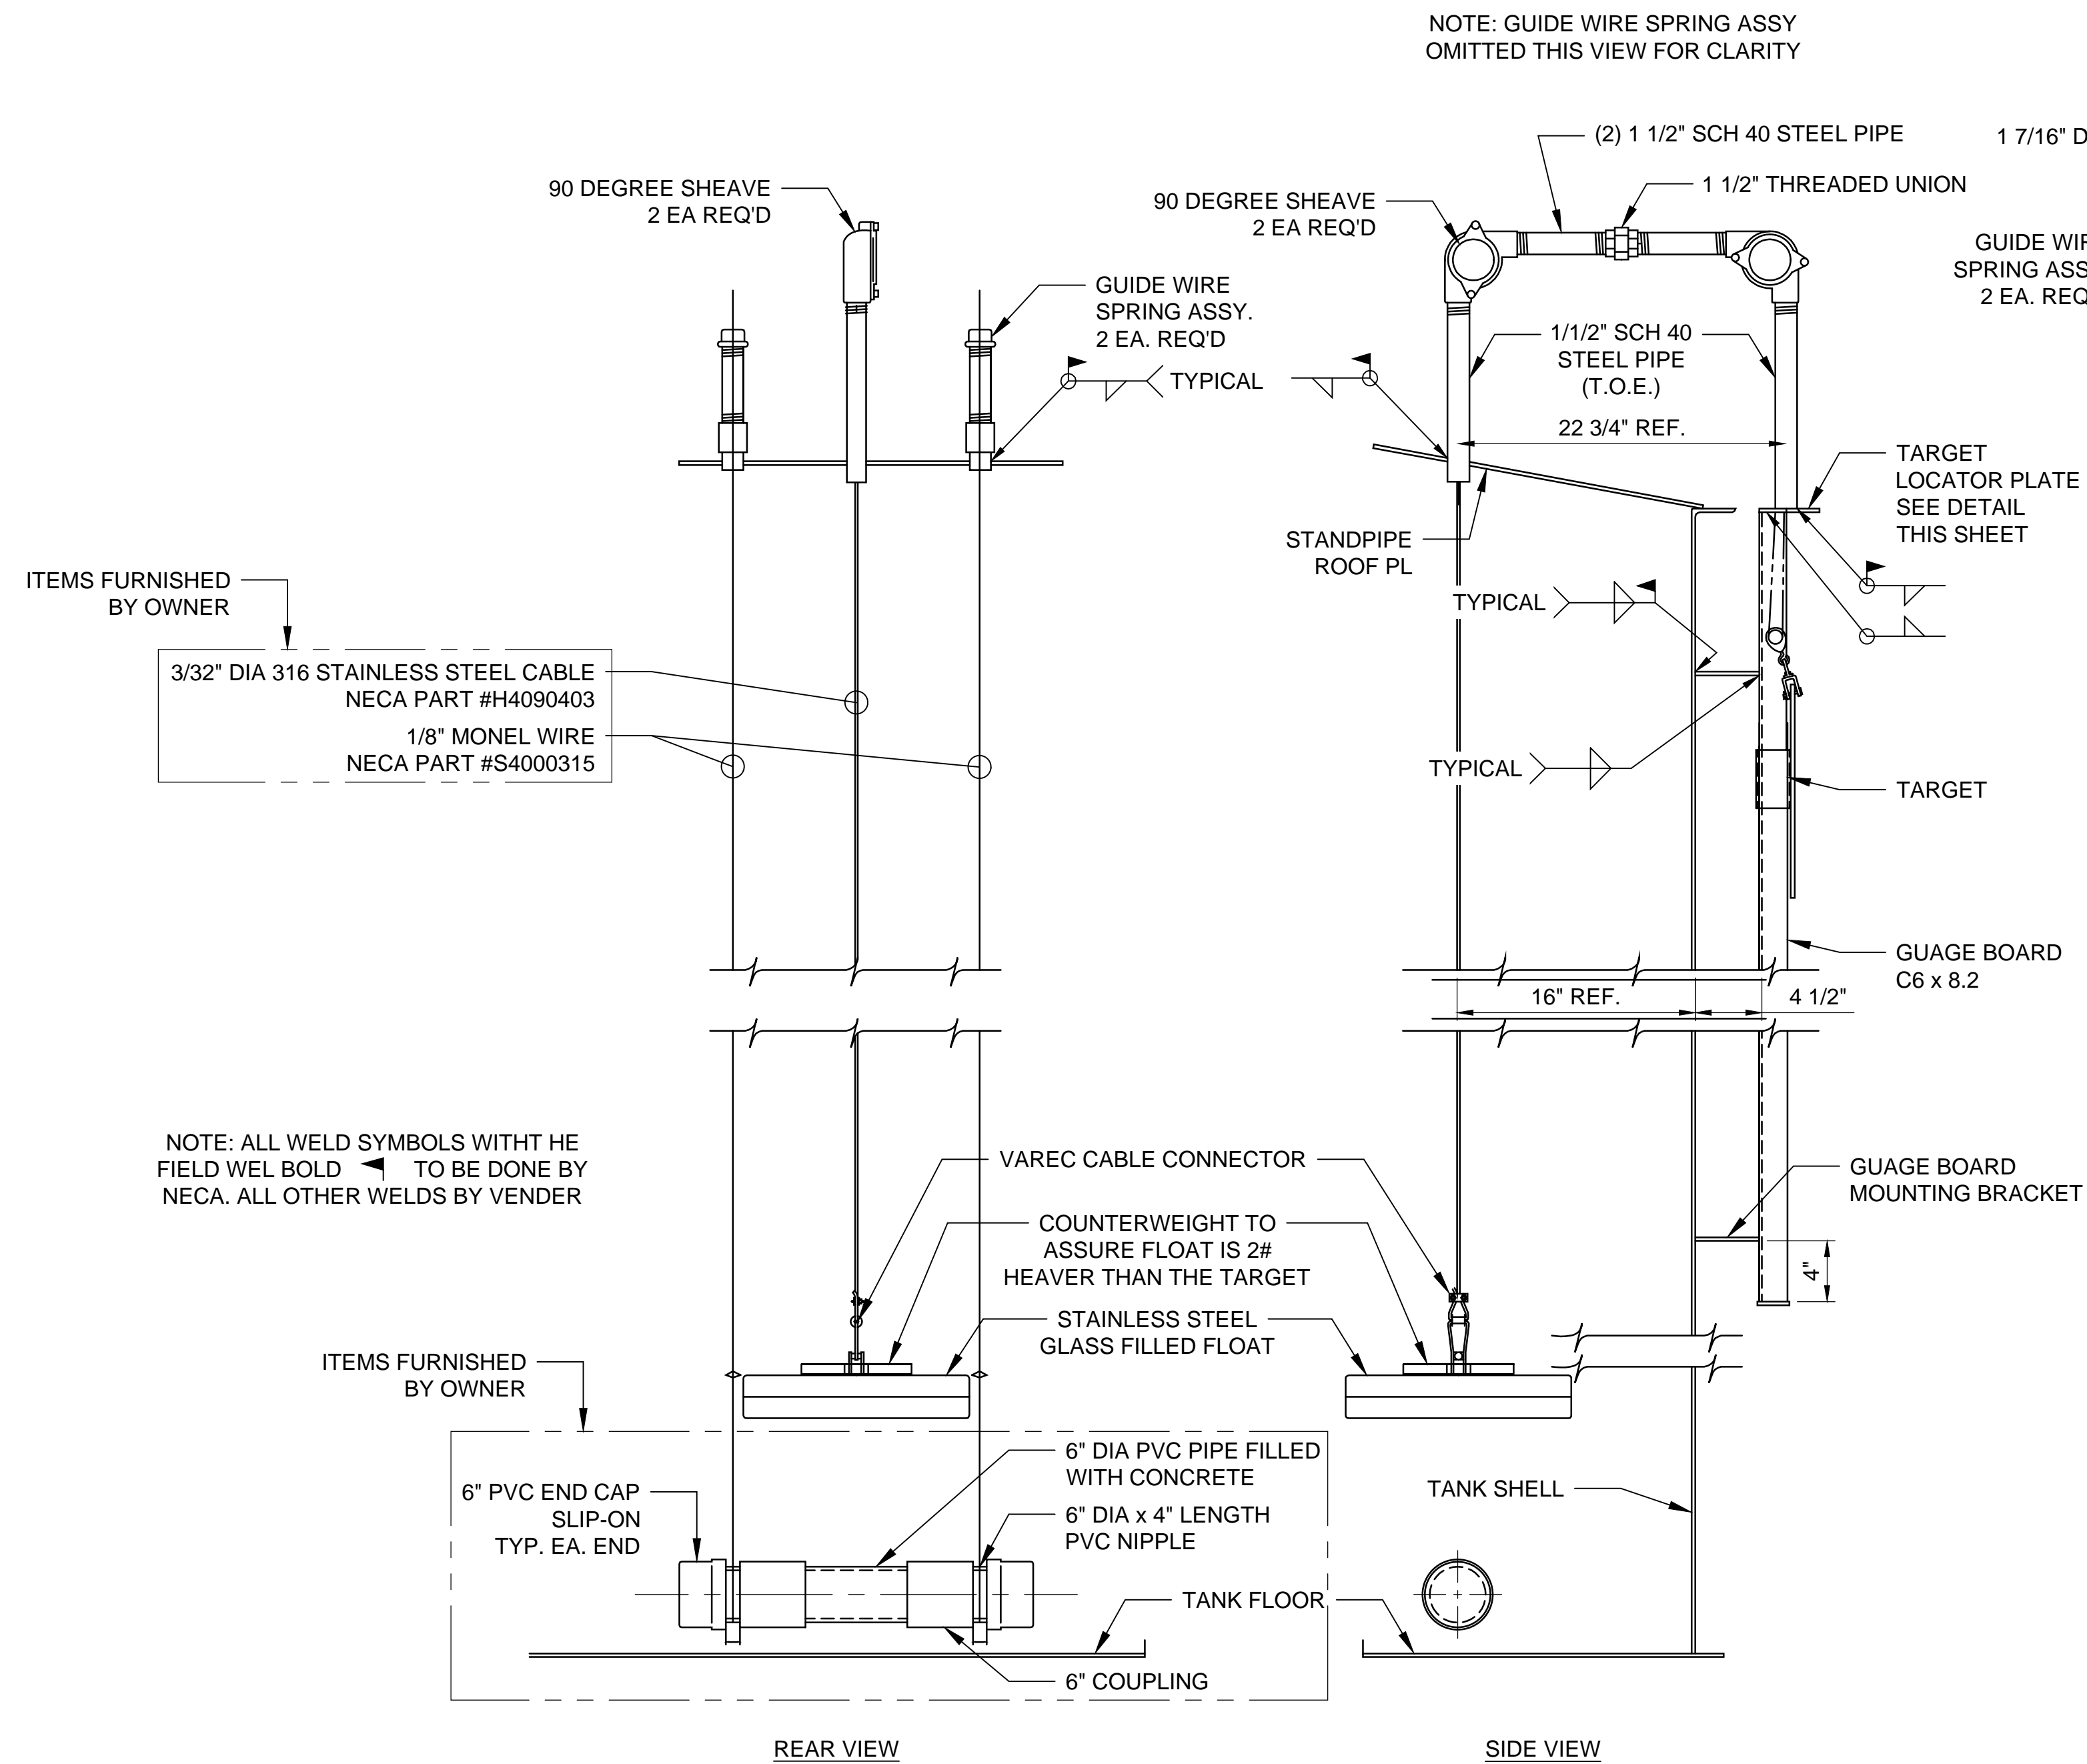 NOTE: GUIDE WIRE SPRING ASSY
OMITTED THIS VIEW FOR CLARITY
(2) 1 1/2" SCH 40 STEEL PIPE
1 7/16" D
1 1/2" THREADED UNION
90 DEGREE SHEAVE
2 EA REQ'D
90 DEGREE SHEAVE
2 EA REQ'D
GUIDE WIR
SPRING ASS
2 EA. REQ
GUIDE WIRE
SPRING ASSY.
2 EA. REQ'D
TYPICAL
1/1/2" SCH 40
STEEL PIPE
(T.O.E.)
22 3/4" REF.
TARGET
LOCATOR PLATE
SEE DETAIL
THIS SHEET
STANDPIPE
ROOF PL
ITEMS FURNISHED
BY OWNER
TYPICAL
3/32" DIA 316 STAINLESS STEEL CABLE
NECA PART #H4090403
1/8" MONEL WIRE
NECA PART #S4000315
TYPICAL
TARGET
GUAGE BOARD
C6 x 8.2
16" REF.
4 1/2"
NOTE: ALL WELD SYMBOLS WITHT HE
FIELD WEL BOLD TO BE DONE BY
NECA. ALL OTHER WELDS BY VENDER
VAREC CABLE CONNECTOR
GUAGE BOARD
MOUNTING BRACKET
COUNTERWEIGHT TO
ASSURE FLOAT IS 2#
HEAVER THAN THE TARGET
4"
STAINLESS STEEL
GLASS FILLED FLOAT
ITEMS FURNISHED
BY OWNER
6" DIA PVC PIPE FILLED
WITH CONCRETE
6" PVC END CAP
SLIP-ON
TYP. EA. END
6" DIA x 4" LENGTH
PVC NIPPLE
TANK SHELL
TANK FLOOR
6" COUPLING
REAR VIEW
SIDE VIEW